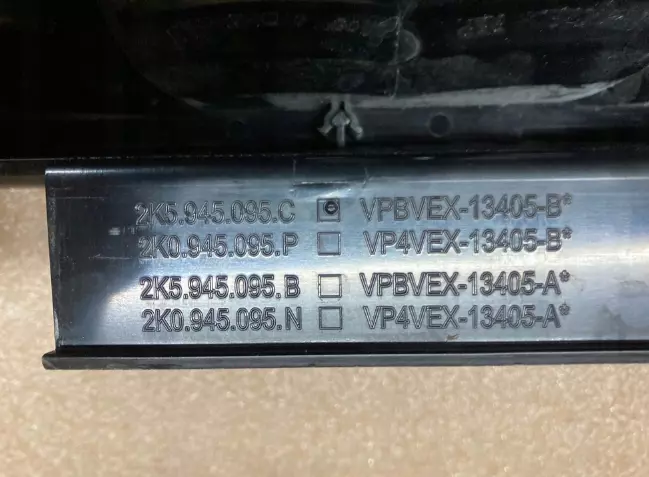 2K5.945.095.C VPBVEX-13405-B*
2K0.945.095.P VP4VEX-13405-B*
2K5.945.095.B VPBVEX-13405-A*
2K0.945.095.N VP4VEX-13405-A*